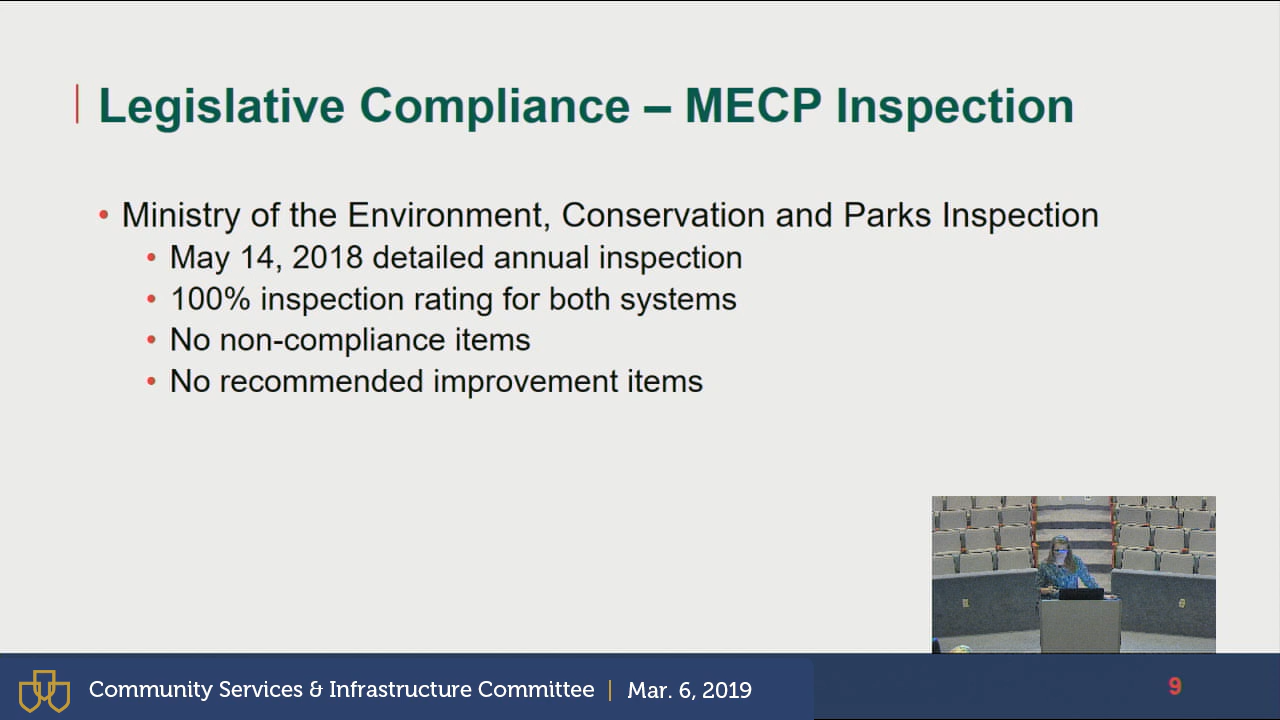 Legislative Compliance – MECP Inspection
• Ministry of the Environment, Conservation and Parks Inspection
• May 14, 2018 detailed annual inspection
• 100% inspection rating for both systems
• No non-compliance items
• No recommended improvement items
Community Services & Infrastructure Committee | Mar. 6, 2019
9